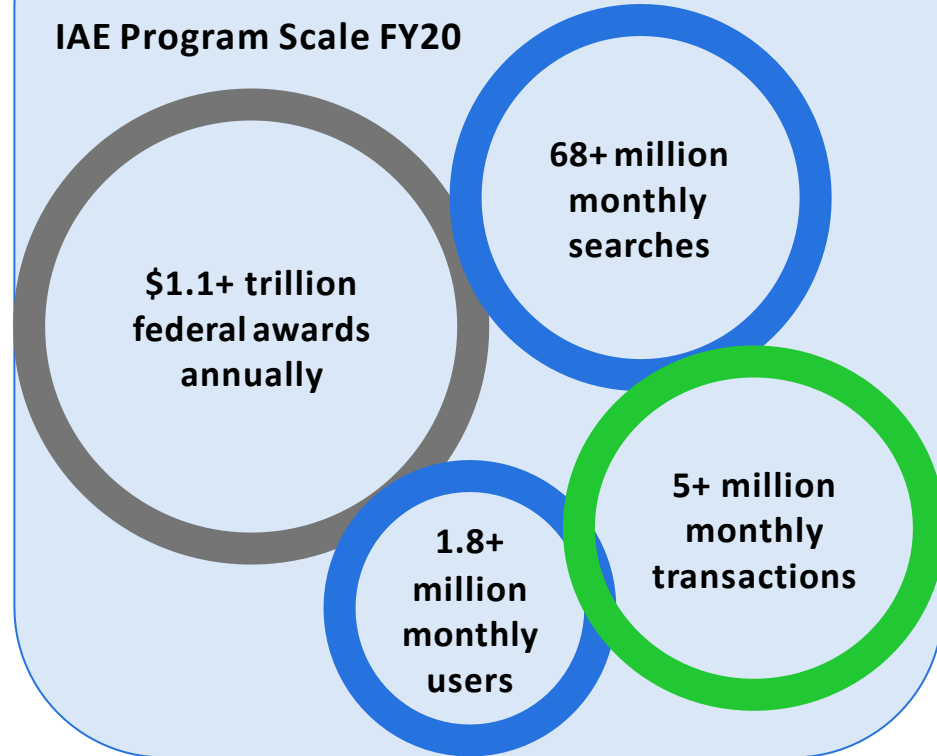 IAE Program Scale FY20
68+ million
monthly
searches
$1.1+ trillion
federal awards
annually
5+ million
monthly
transactions
1.8+
million
monthly
users